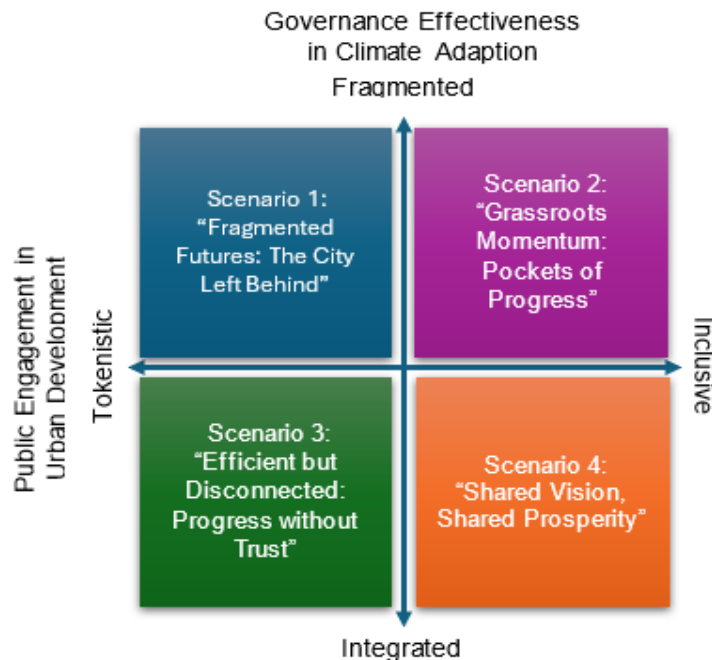 Governance Effectiveness
in Climate Adaption
Fragmented
Scenario 1:
“Fragmented
Futures: The City
Left Behind”
Scenario 2:
“Grassroots
Momentum:
Pockets of
Progress”
Public Engagement in
Urban Development
Tokenistic
Inclusive
Scenario 3:
“Efficient but
Disconnected:
Progress without
Trust”
Scenario 4:
“Shared Vision,
Shared Prosperity”
Integrated